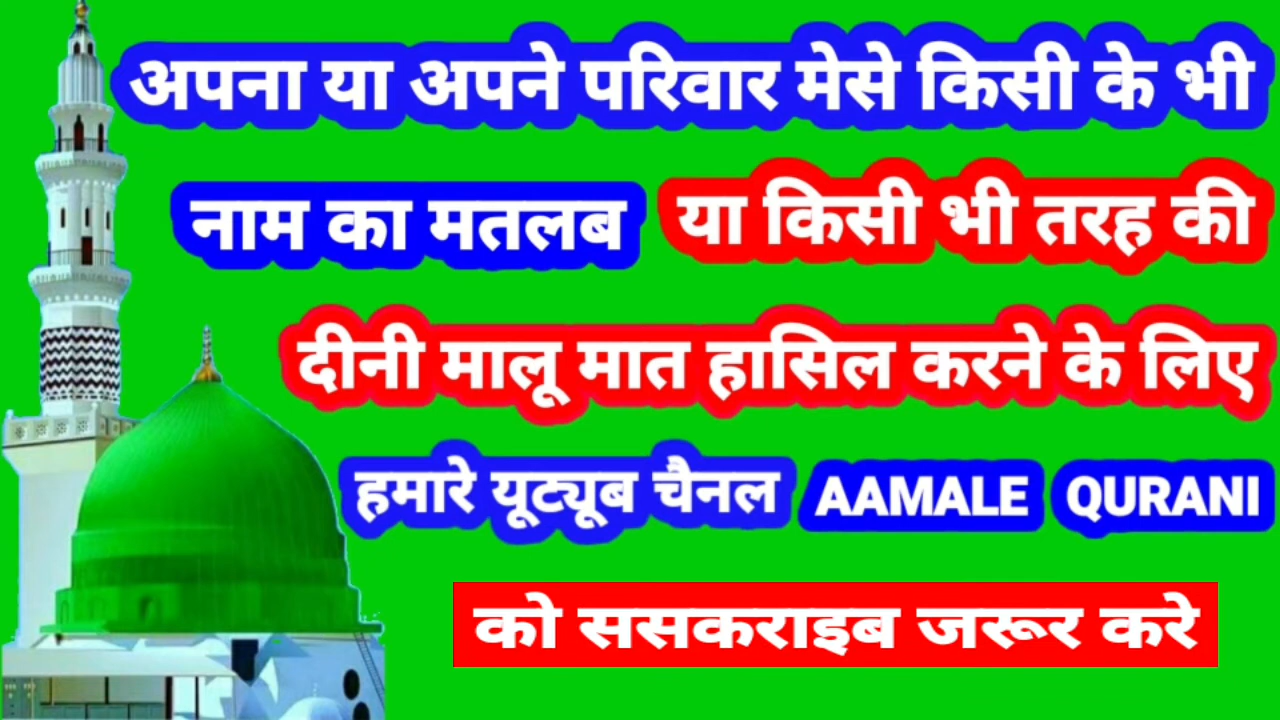 अपना या अपने परिवार मेसे किसी के भी
नाम का मतलब या किसी भी तरह की
दीनी मालू मात हासिल करने के लिए
हमारे यूट्यूब चैनल AAMALE QURANI
को ससकराइब जरूर करे